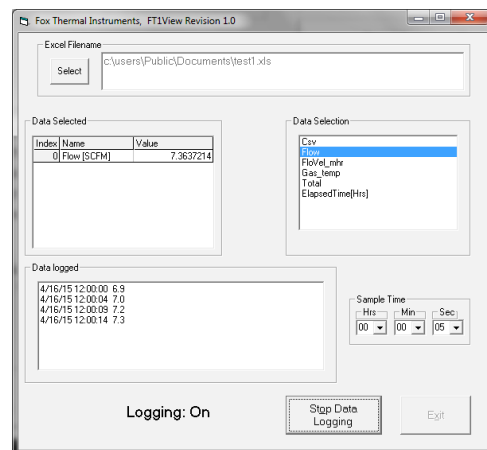 Fox Thermal Instruments, FT1View Revision 1.0
Excel Filename
Select
c:\users\Public\Documents\test1.xls
Data Selected
Index Name Value
0 Flow [SCFM] 7.3637214
Data Selection
Csv
Flow
FloVel_mhr
Gas_temp
Total
ElapsedTime[Hrs]
Data logged
4/16/15 12:00:00 6.9
4/16/15 12:00:04 7.0
4/16/15 12:00:09 7.2
4/16/15 12:00:14 7.3
Sample Time
Hrs Min Sec
00 00 05
Logging: On
Stop Data
Logging
Exit